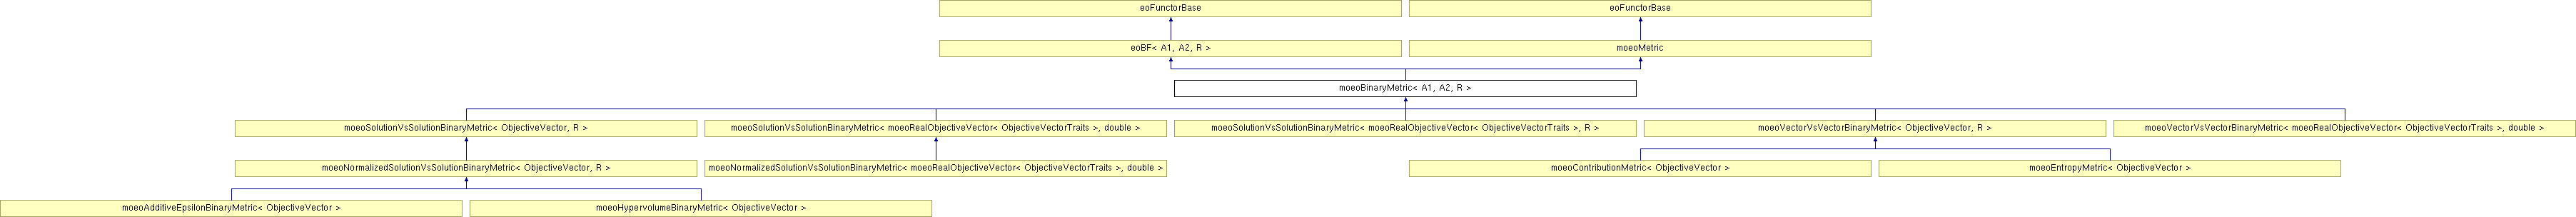 eoFunctorBase
eoFunctorBase
eoBF< A1, A2, R >
moeoMetric
moeoBinaryMetric< A1, A2, R >
moeoSolutionVsSolutionBinaryMetric< ObjectiveVector, R >
moeoSolutionVsSolutionBinaryMetric< moeoRealObjectiveVector< ObjectiveVectorTraits >, double >
moeoSolutionVsSolutionBinaryMetric< moeoRealObjectiveVector< ObjectiveVectorTraits >, R >
moeoVectorVsVectorBinaryMetric< ObjectiveVector, R >
moeoVectorVsVectorBinaryMetric< moeoRealObjectiveVector< ObjectiveVectorTraits >, double >
moeoNormalizedSolutionVsSolutionBinaryMetric< ObjectiveVector, R >
moeoNormalizedSolutionVsSolutionBinaryMetric< moeoRealObjectiveVector< ObjectiveVectorTraits >, double >
moeoContributionMetric< ObjectiveVector >
moeoEntropyMetric< ObjectiveVector >
moeoAdditiveEpsilonBinaryMetric< ObjectiveVector >
moeoHypervolumeBinaryMetric< ObjectiveVector >